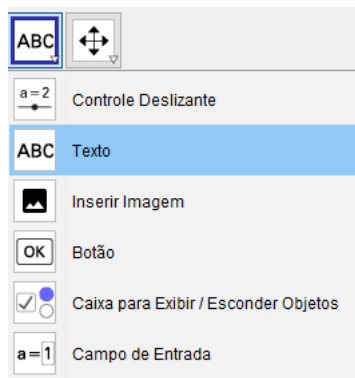 ABC
a=2
Controle Deslizante
ABC
Texto
Inserir Imagem
OK
Botão
Caixa para Exibir / Esconder Objetos
a=1
Campo de Entrada